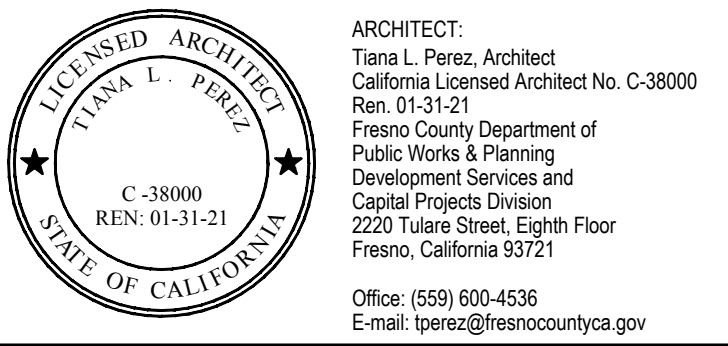 LICENSED ARCHITECT
TIANA L. PEREZ
C -38000
REN: 01-31-21
STATE OF CALIFORNIA
ARCHITECT:
Tiana L. Perez, Architect
California Licensed Architect No. C-38000
Ren. 01-31-21
Fresno County Department of
Public Works & Planning
Development Services and
Capital Projects Division
2220 Tulare Street, Eighth Floor
Fresno, California 93721
Office: (559) 600-4536
E-mail: tperez@fresnocountyca.gov